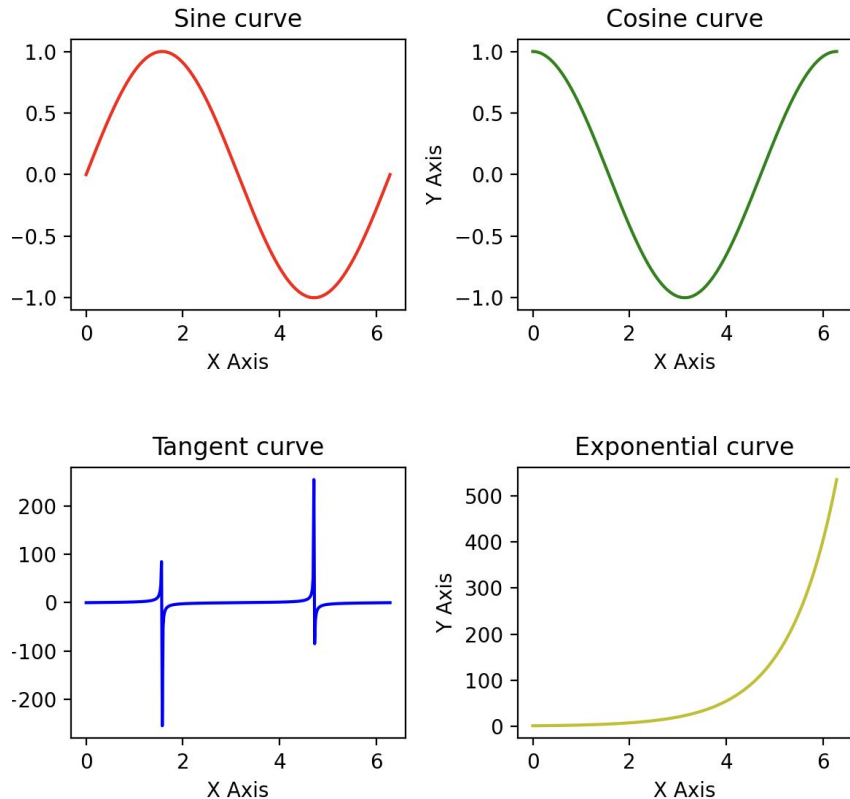 Sine curve
1.0
0.5
0.0
−0.5
−1.0
0 2 4 6
X Axis
Cosine curve
Y Axis
1.0
0.5
0.0
−0.5
−1.0
0 2 4 6
X Axis
Tangent curve
200
100
0
-100
-200
0 2 4 6
X Axis
Exponential curve
Y Axis
500
400
300
200
100
0
0 2 4 6
X Axis